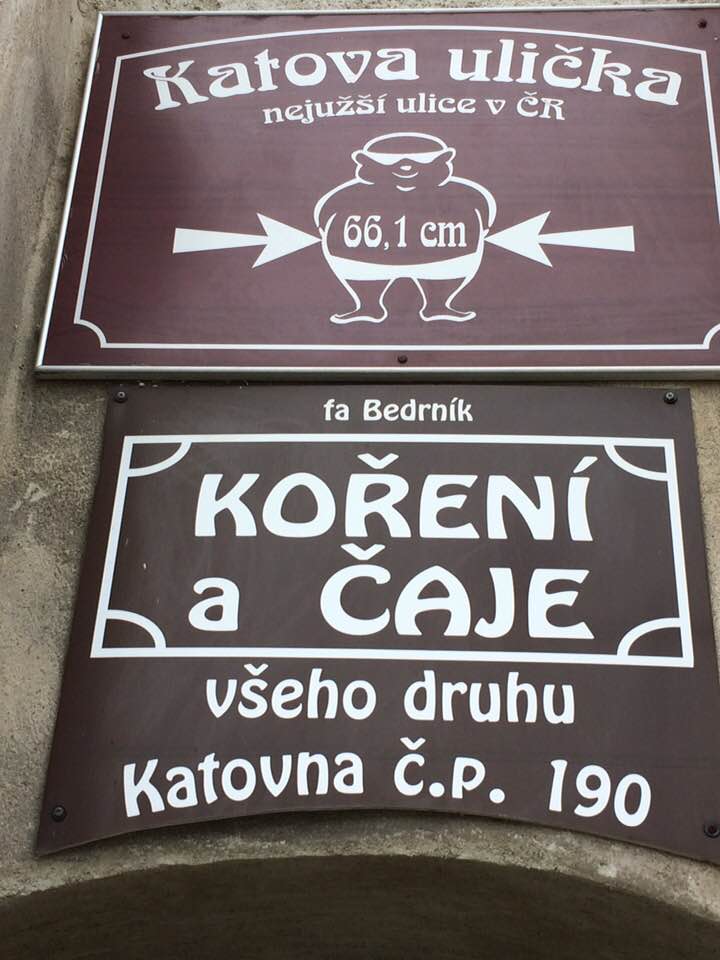 Katova ulička
nejužší ulice v ČR
66,1 cm
fa Bedrník
KOŘENÍ
a ČAJE
všeho druhu
Katovna č.p. 190